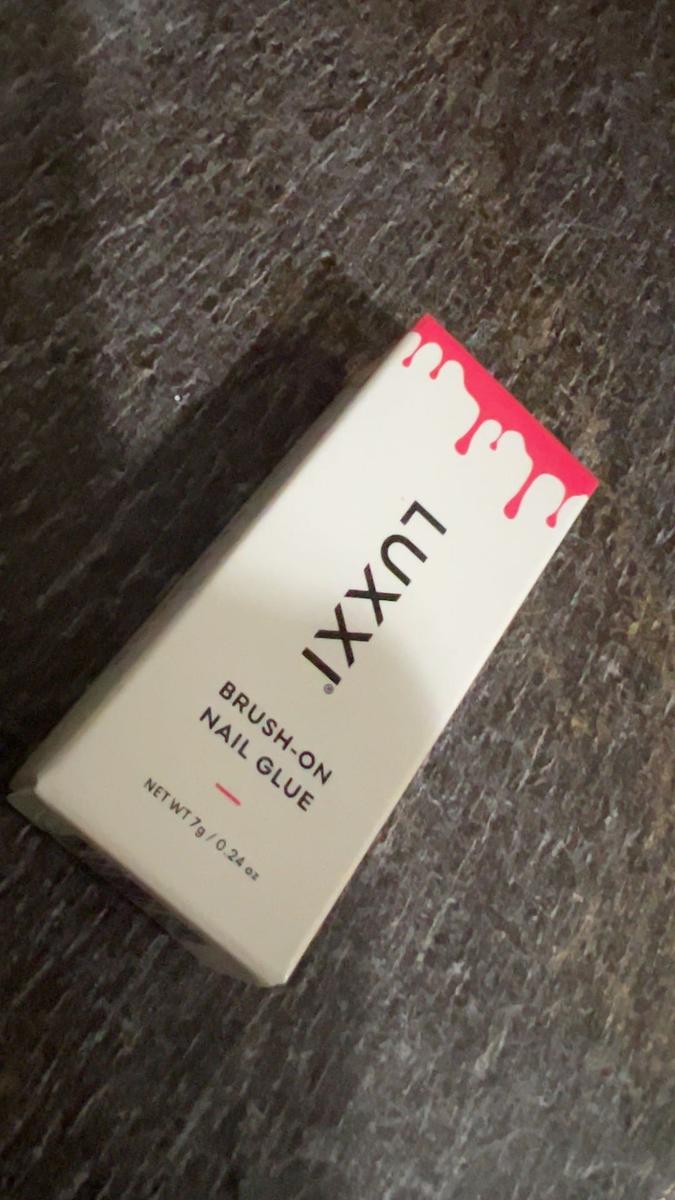 LUXXI®
BRUSH-ON
NAIL GLUE
NET WT 7g / 0.24 oz